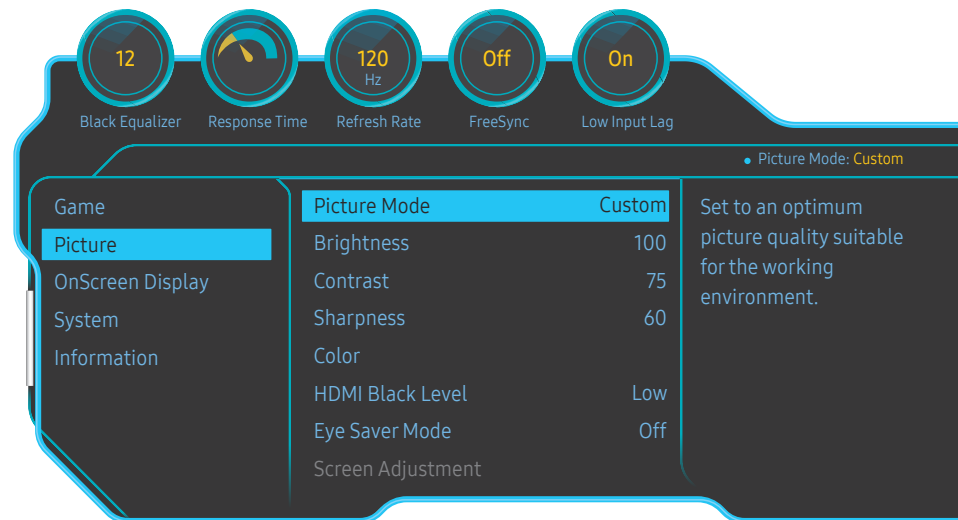 12
120
Hz
Off
On
Black Equalizer
Response Time
Refresh Rate
FreeSync
Low Input Lag
Picture Mode: Custom
Game
Picture
OnScreen Display
System
Information
Picture Mode Custom
Brightness 100
Contrast 75
Sharpness 60
Color
HDMI Black Level Low
Eye Saver Mode Off
Screen Adjustment
Set to an optimum
picture quality suitable
for the working
environment.